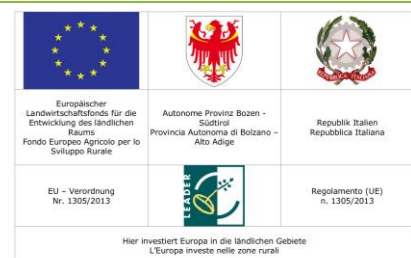 Europäischer
Landwirtschaftsfonds für die
Entwicklung des ländlichen
Raums
Fondo Europeo Agricolo per lo
Sviluppo Rurale
Autonome Provinz Bozen -
Südtirol
Provincia Autonoma di Bolzano –
Alto Adige
Republik Italien
Repubblica Italiana
EU – Verordnung
Nr. 1305/2013
LEADER
Regolamento (UE)
n. 1305/2013
Hier investiert Europa in die ländlichen Gebiete
L'Europa investe nelle zone rurali